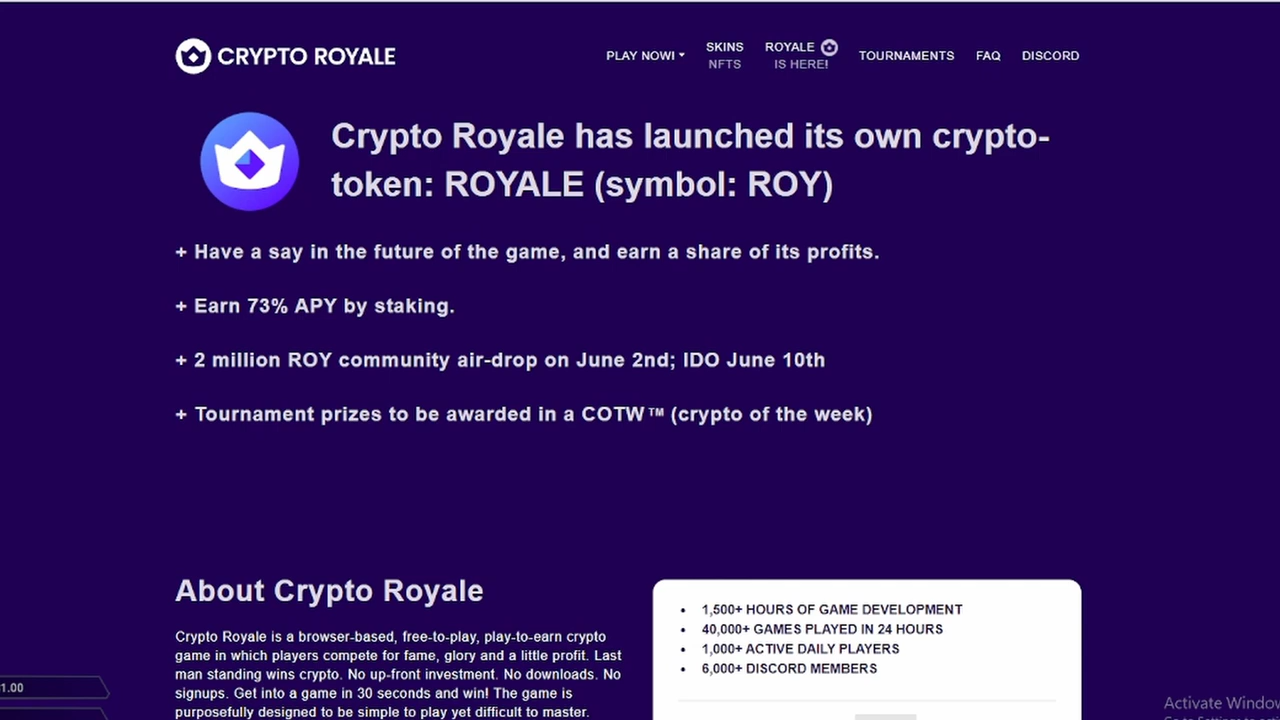 CRYPTO ROYALE
PLAY NOW!
SKINS
NFTS
ROYALE
IS HERE!
TOURNAMENTS
FAQ
DISCORD
Crypto Royale has launched its own crypto-
token: ROYALE (symbol: ROY)
+ Have a say in the future of the game, and earn a share of its profits.
+ Earn 73% APY by staking.
+ 2 million ROY community air-drop on June 2nd; IDO June 10th
+ Tournament prizes to be awarded in a COTW™ (crypto of the week)
About Crypto Royale
Crypto Royale is a browser-based, free-to-play, play-to-earn crypto
game in which players compete for fame, glory and a little profit. Last
man standing wins crypto. No up-front investment. No downloads. No
signups. Get into a game in 30 seconds and win! The game is
purposefully designed to be simple to play yet difficult to master.
• 1,500+ HOURS OF GAME DEVELOPMENT
• 40,000+ GAMES PLAYED IN 24 HOURS
• 1,000+ ACTIVE DAILY PLAYERS
• 6,000+ DISCORD MEMBERS
1.00
Activate Window